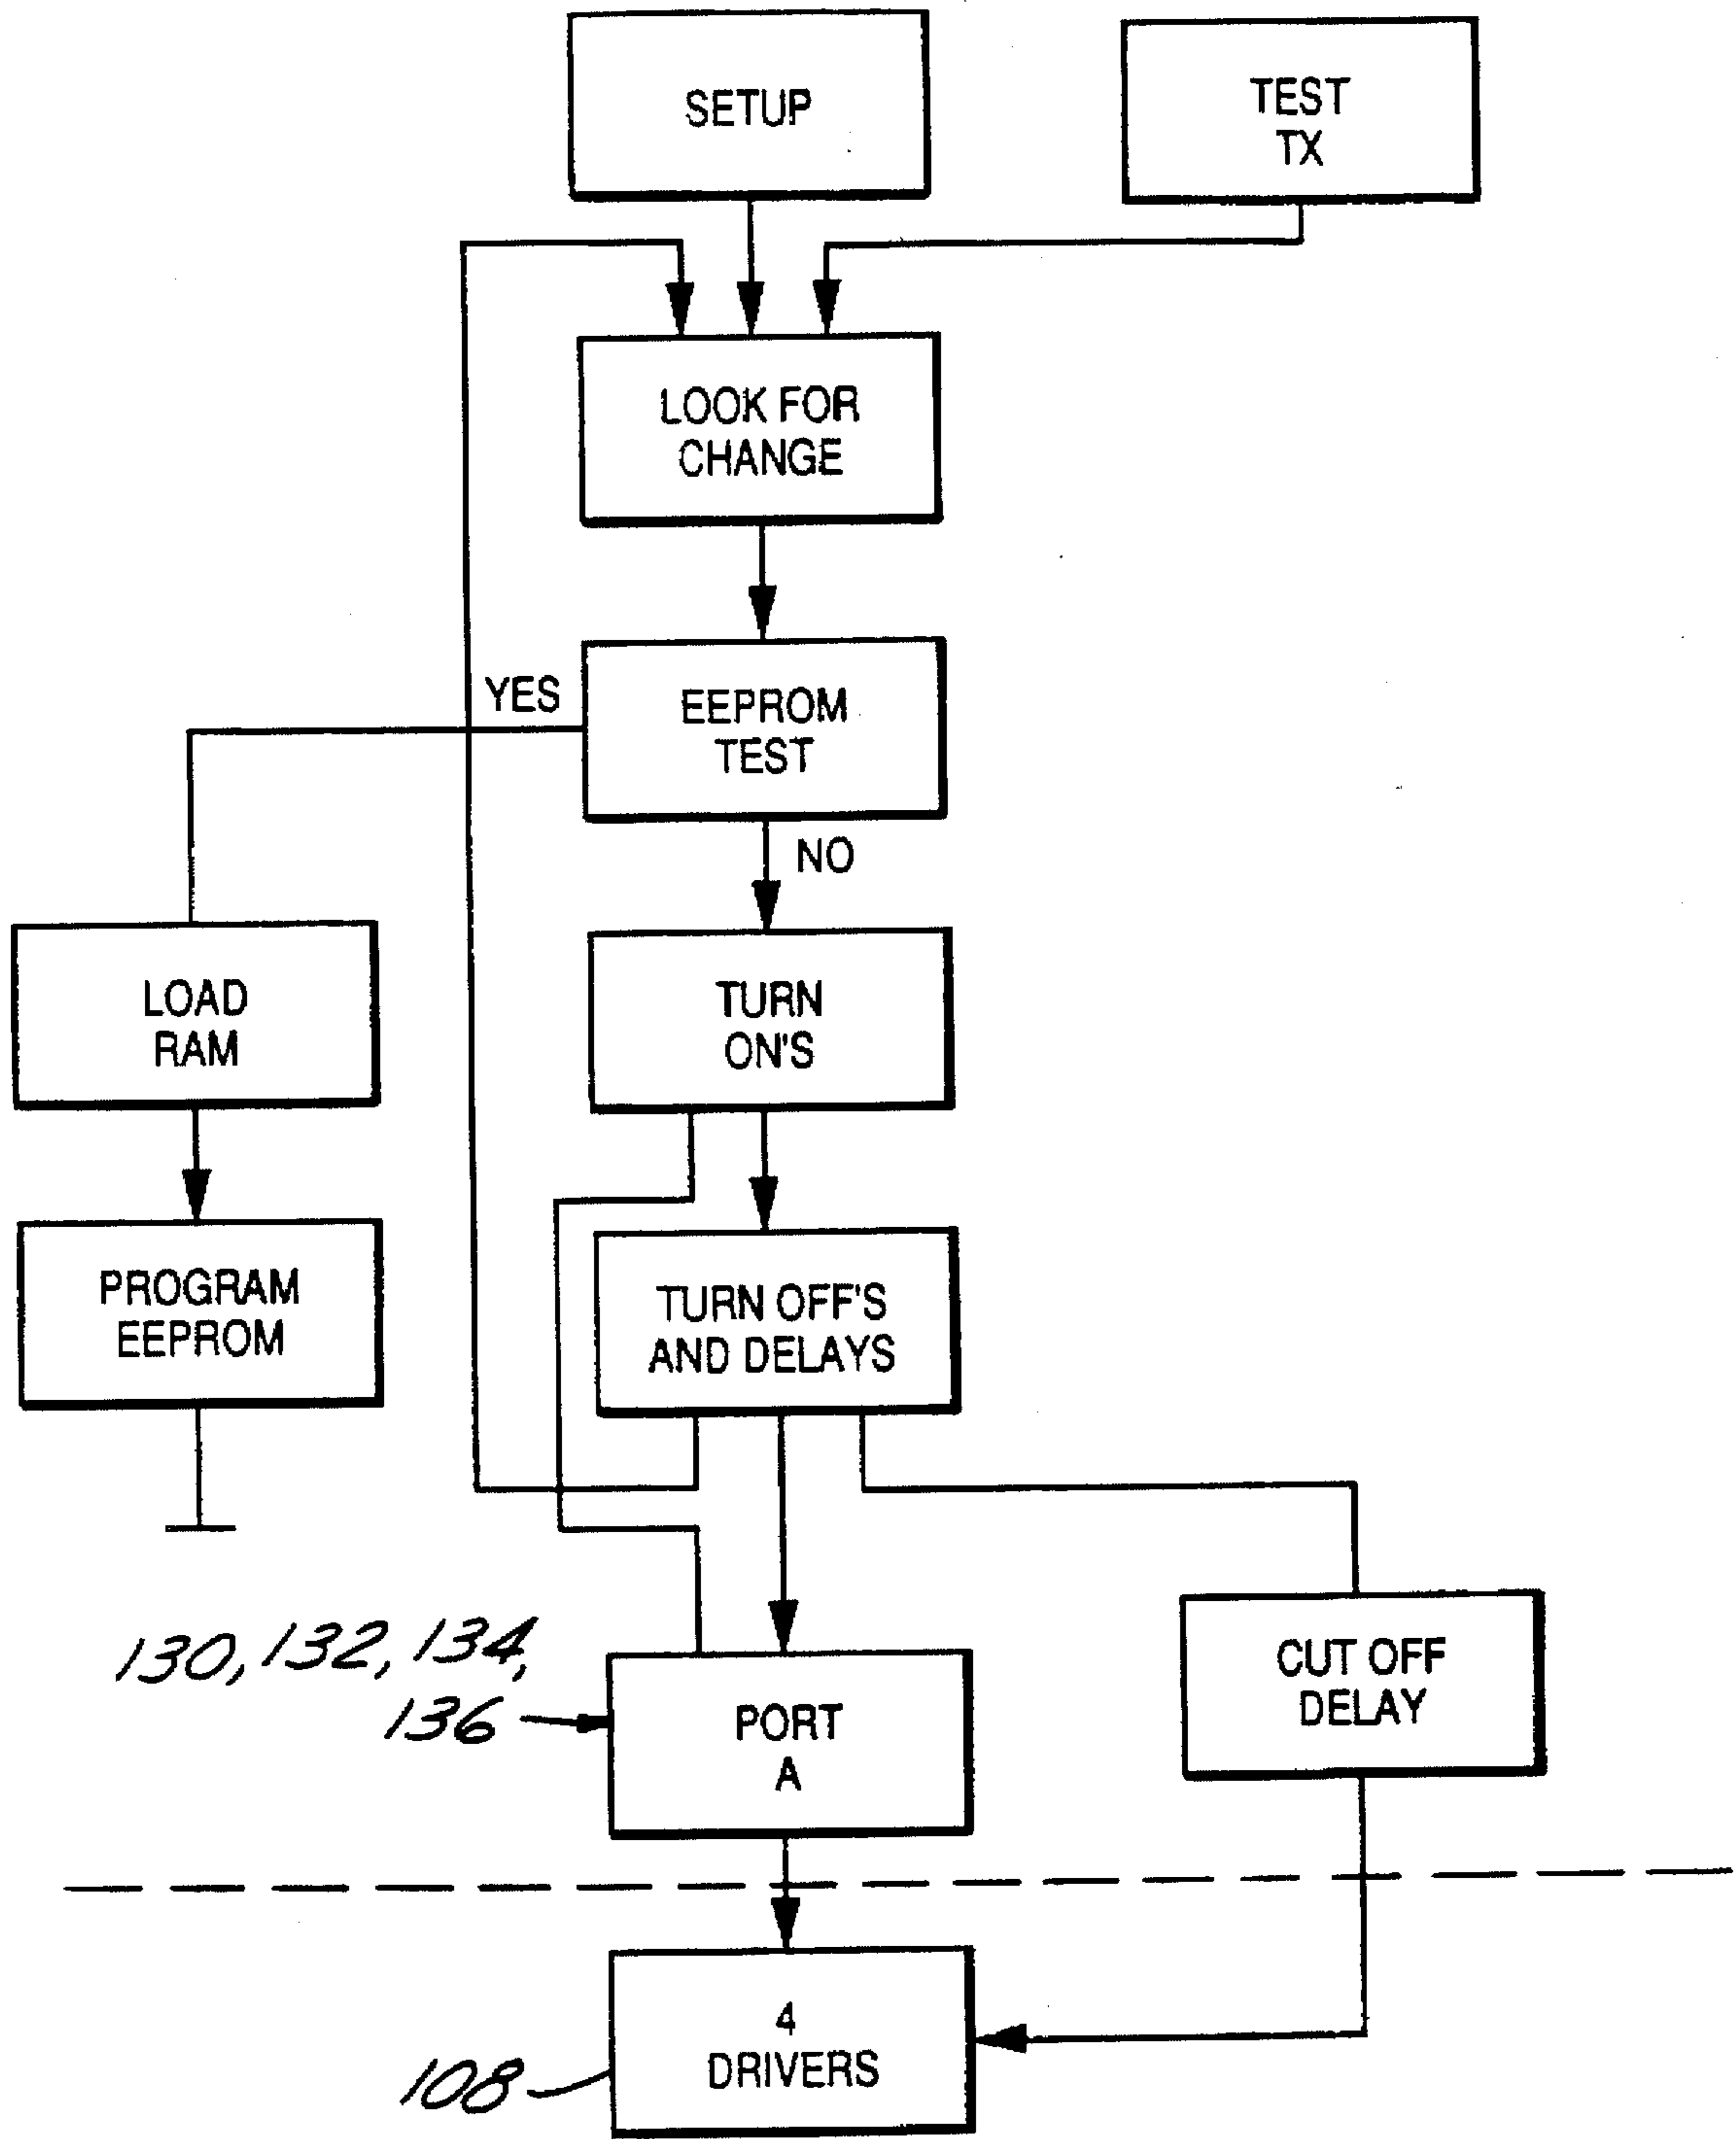 SETUP
TEST
TX
LOOK FOR
CHANGE
YES
EEPROM
TEST
NO
LOAD
RAM
TURN
ON'S
PROGRAM
EEPROM
TURN OFF'S
AND DELAYS
130, 132, 134,
136
PORT
A
CUT OFF
DELAY
4
DRIVERS
108